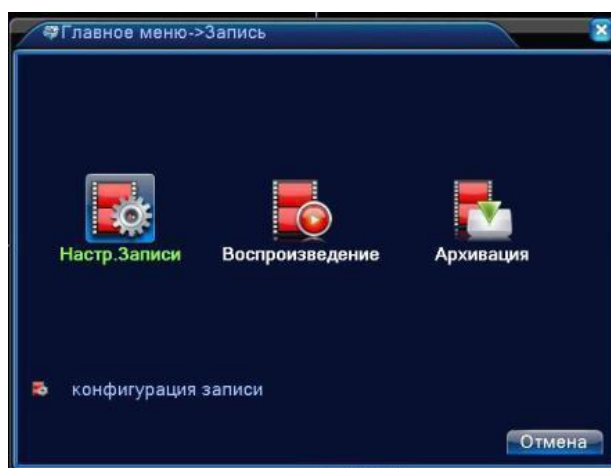 Главное меню->Запись
Настр.Записи Воспроизведение Архивация
конфигурация записи
Отмена